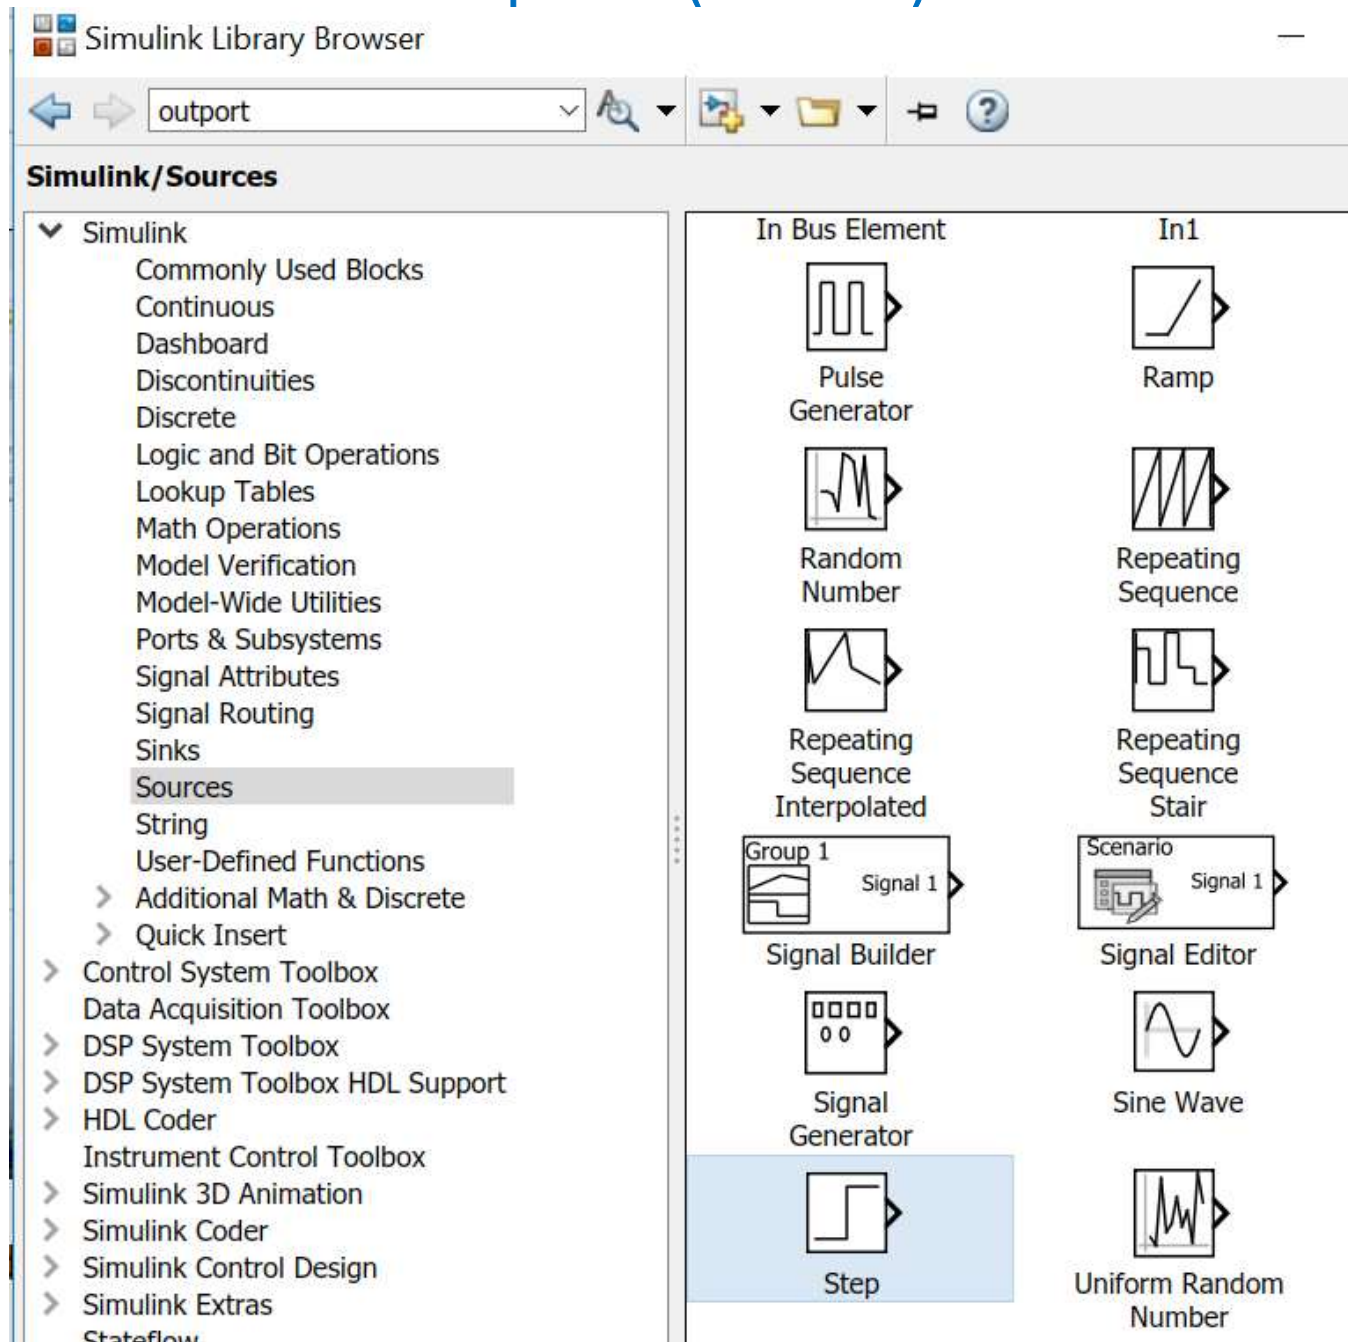 Simulink Library Browser
outport
Simulink/Sources
Simulink
Commonly Used Blocks
Continuous
Dashboard
Discontinuities
Discrete
Logic and Bit Operations
Lookup Tables
Math Operations
Model Verification
Model-Wide Utilities
Ports & Subsystems
Signal Attributes
Signal Routing
Sinks
Sources
String
User-Defined Functions
Additional Math & Discrete
Quick Insert
Control System Toolbox
Data Acquisition Toolbox
DSP System Toolbox
DSP System Toolbox HDL Support
HDL Coder
Instrument Control Toolbox
Simulink 3D Animation
Simulink Coder
Simulink Control Design
Simulink Extras
Stateflow
In Bus Element
In1
Pulse
Generator
Ramp
Random
Number
Repeating
Sequence
Repeating
Sequence
Interpolated
Repeating
Sequence
Stair
Group 1
Signal 1
Signal Builder
Scenario
Signal 1
Signal Editor
Signal
Generator
Sine Wave
Step
Uniform Random
Number